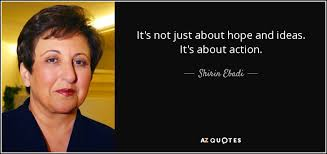 It's not just about hope and ideas.
It's about action.
Shirin Ebadi
AZ QUOTES